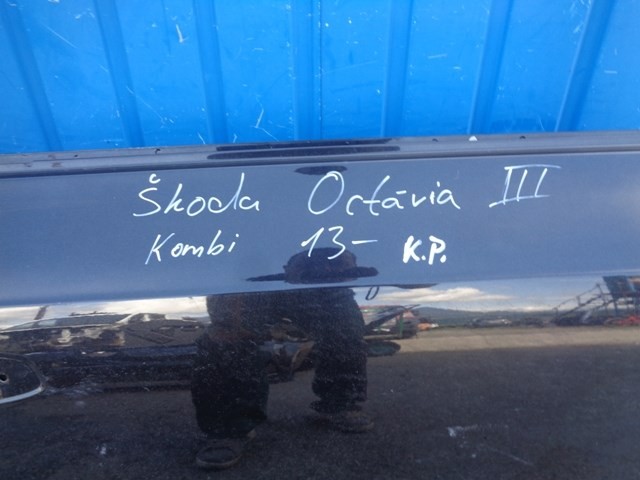 Škoda Octávia III
Kombi 13- K.P.